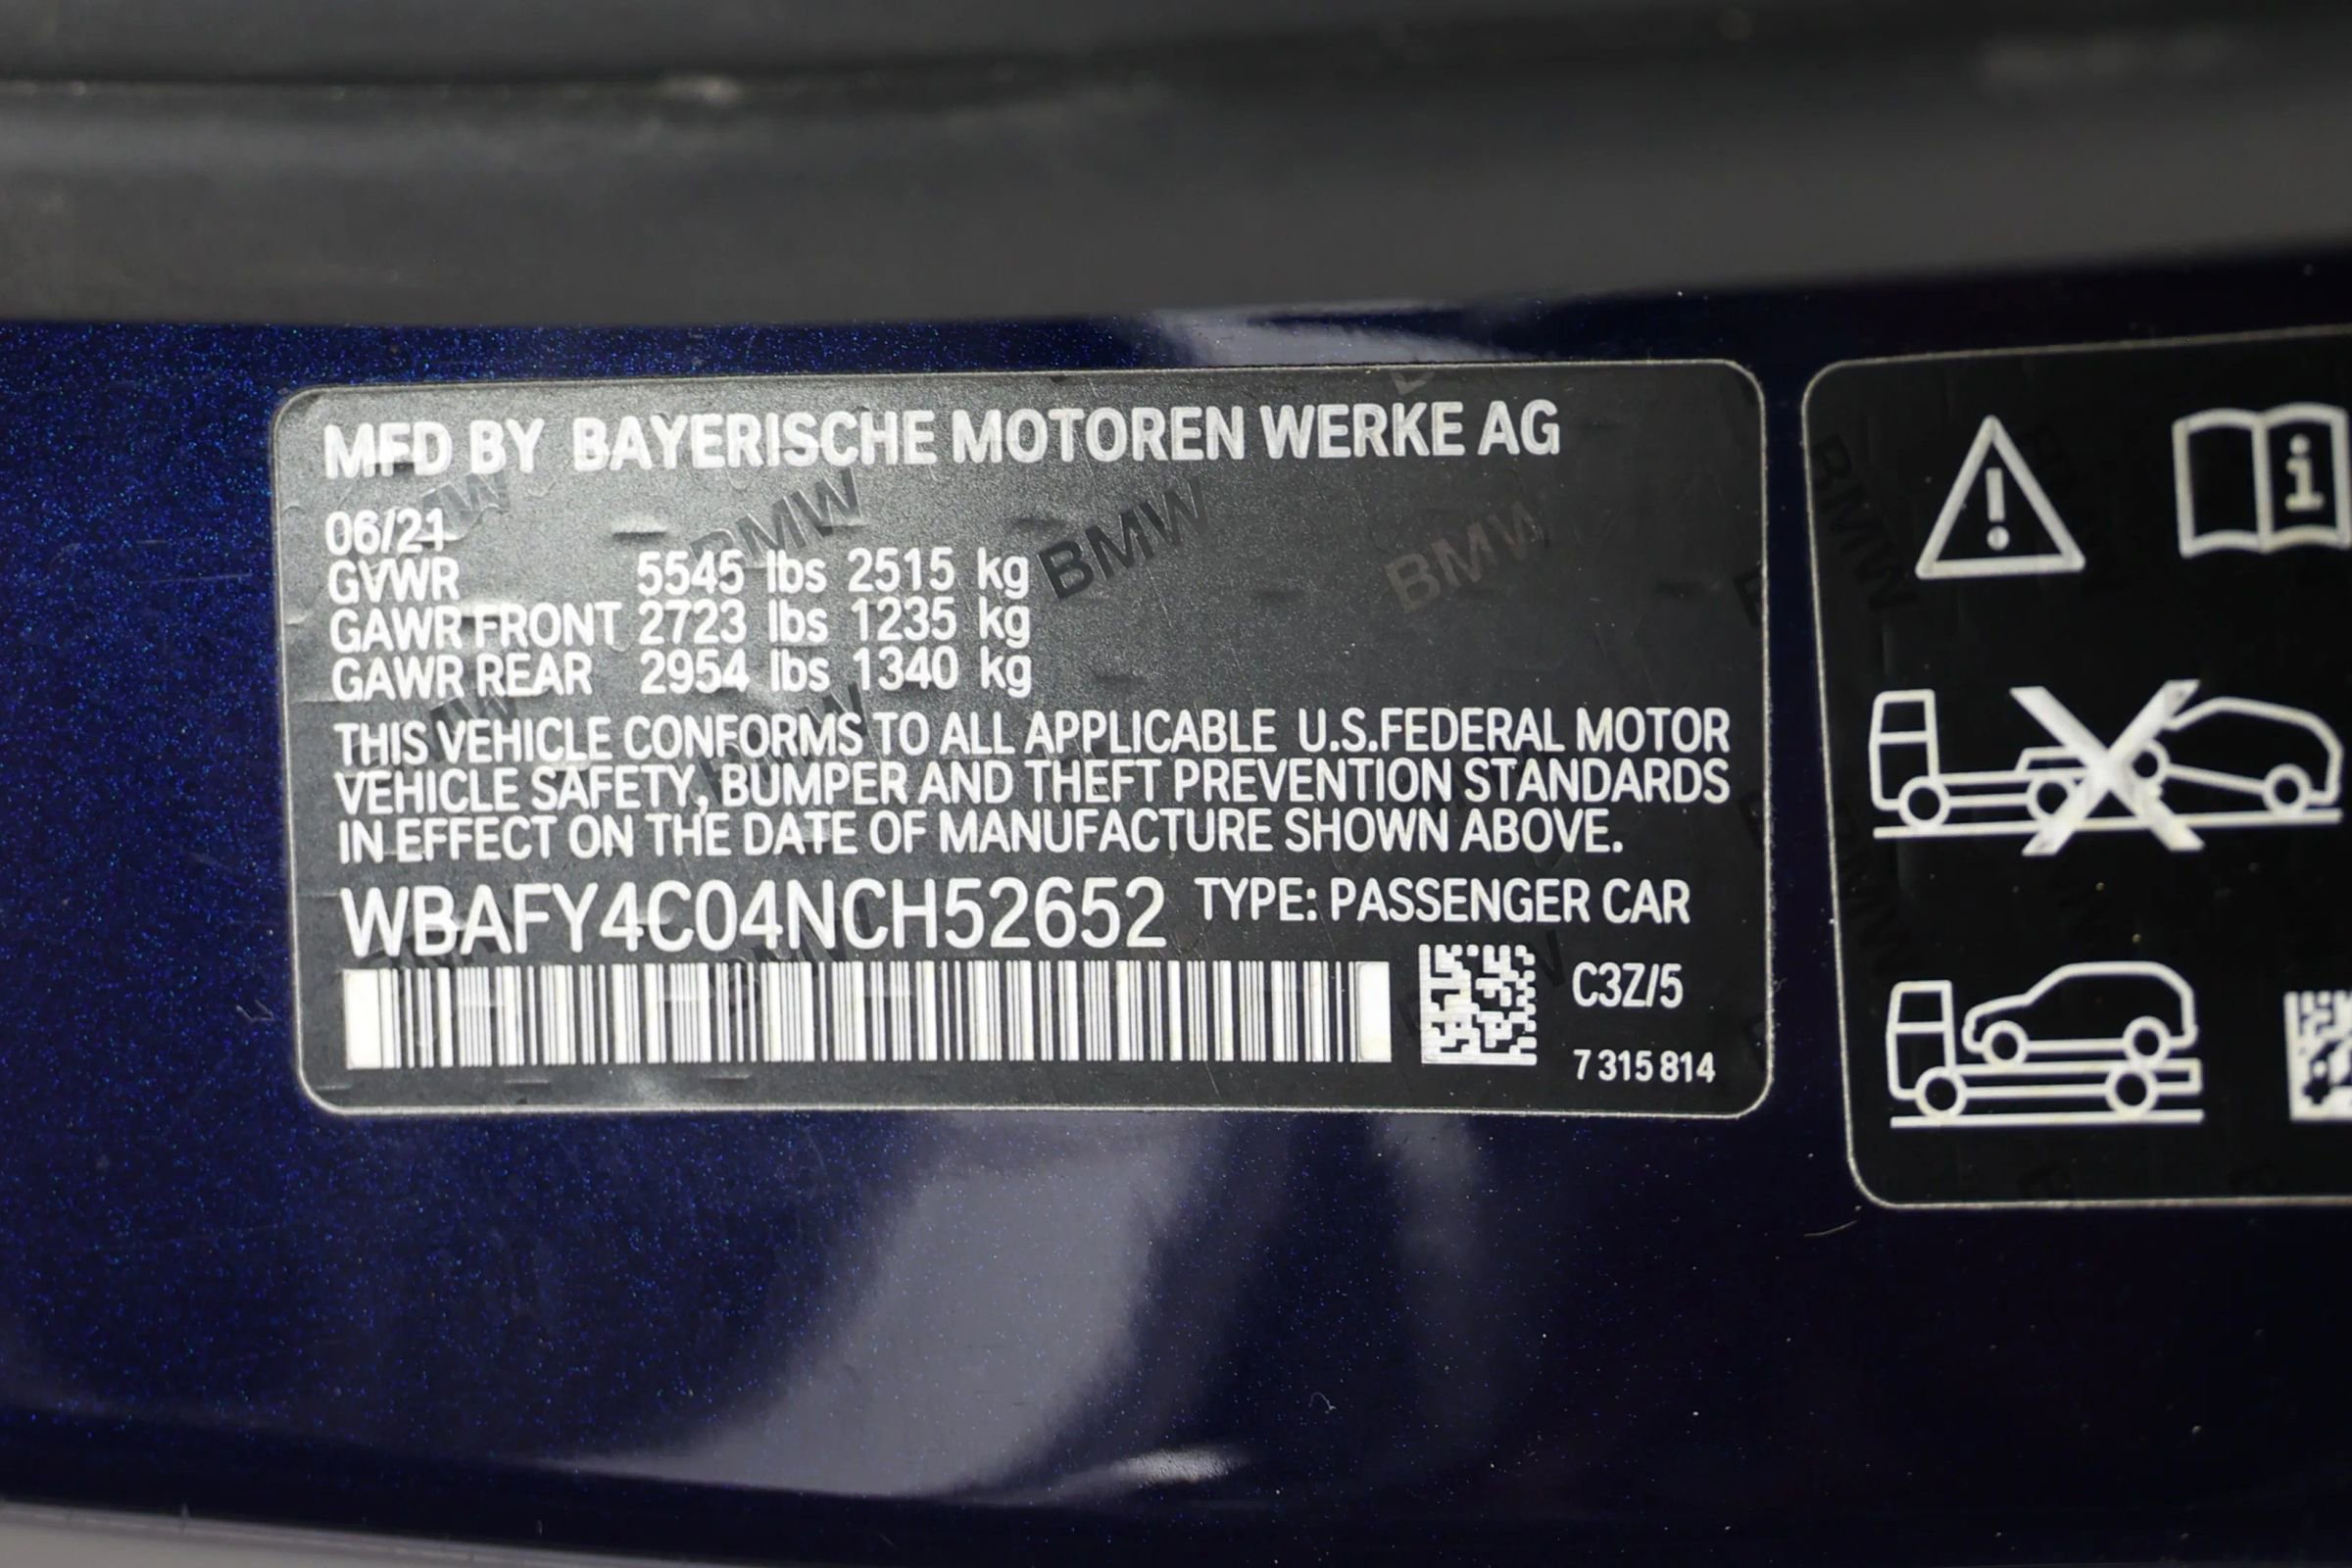 MFD BY BAYERISCHE MOTOREN WERKE AG
06/21
GVWR 5545 lbs 2515 kg
GAWR FRONT 2723 lbs 1235 kg
GAWR REAR 2954 lbs 1340 kg
THIS VEHICLE CONFORMS TO ALL APPLICABLE U.S.FEDERAL MOTOR
VEHICLE SAFETY, BUMPER AND THEFT PREVENTION STANDARDS
IN EFFECT ON THE DATE OF MANUFACTURE SHOWN ABOVE.
WBAFY4C04NCH52652 TYPE: PASSENGER CAR
C3Z/5
7 315 814
BMW BMW BMW